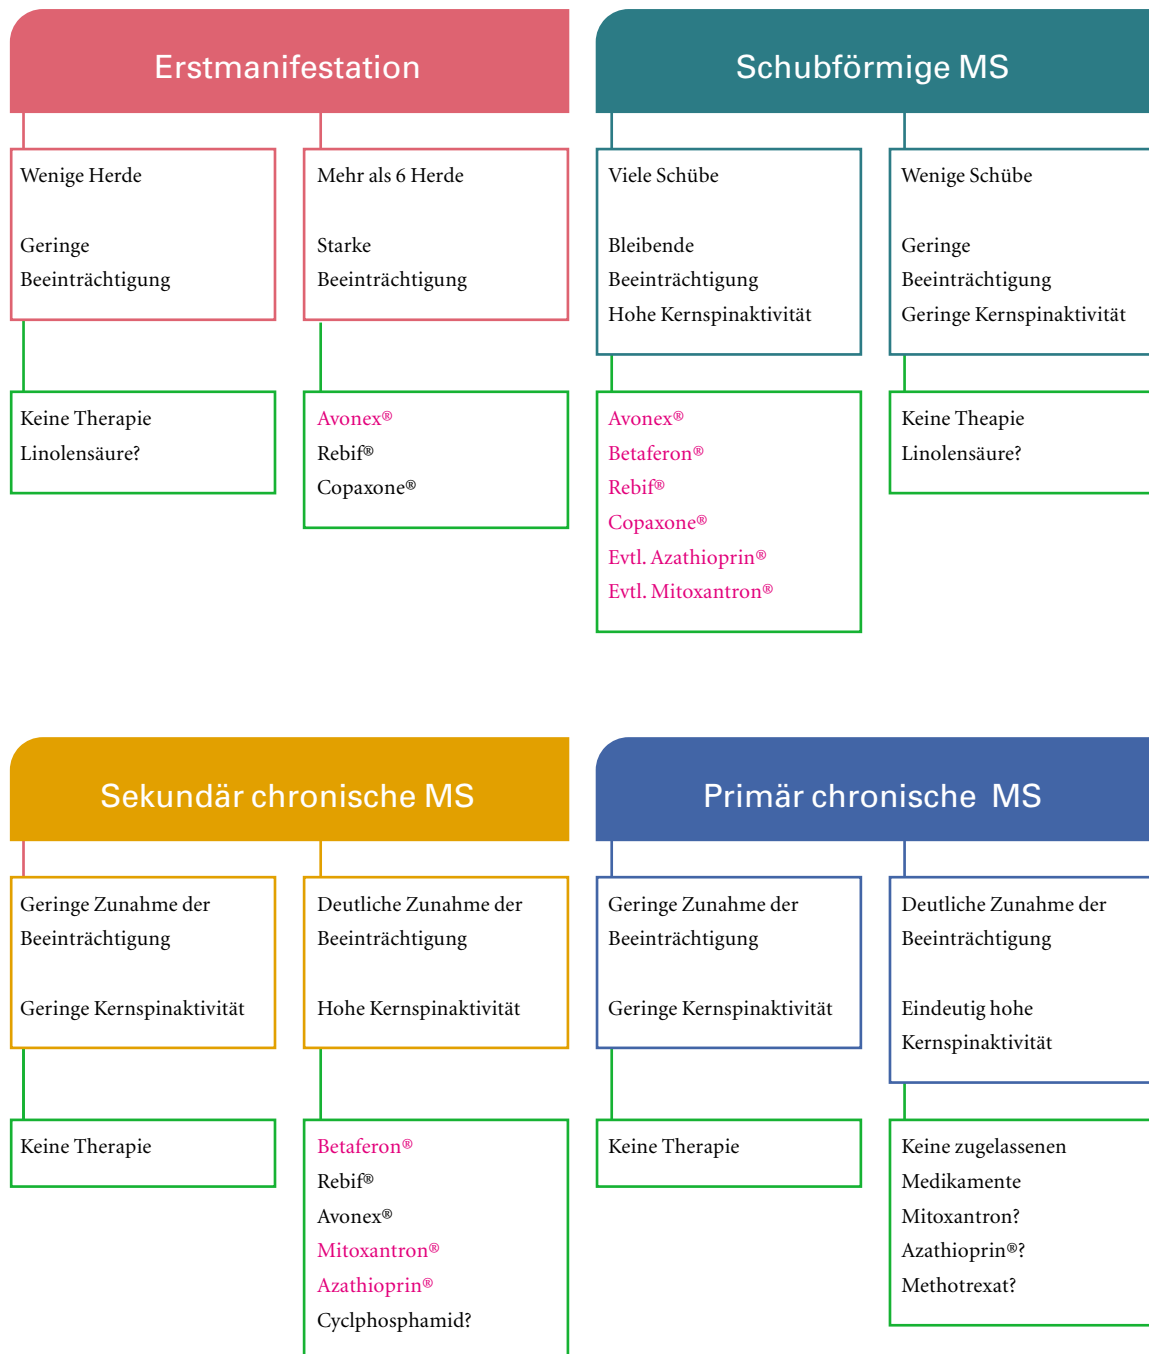 Erstmanifestation
Wenige Herde
Geringe
Beeinträchtigung
Keine Therapie
Linolensäure?
Mehr als 6 Herde
Starke
Beeinträchtigung
Avonex®
Rebif®
Copaxone®
Schubförmige MS
Viele Schübe
Bleibende
Beeinträchtigung
Hohe Kernspinaktivität
Avonex®
Betaferon®
Rebif®
Copaxone®
Evtl. Azathioprin®
Evtl. Mitoxantron®
Wenige Schübe
Geringe
Beeinträchtigung
Geringe Kernspinaktivität
Keine Theapie
Linolensäure?
Sekundär chronische MS
Geringe Zunahme der
Beeinträchtigung
Geringe Kernspinaktivität
Keine Therapie
Deutliche Zunahme der
Beeinträchtigung
Hohe Kernspinaktivität
Betaferon®
Rebif®
Avonex®
Mitoxantron®
Azathioprin®
Cyclphosphamid?
Primär chronische MS
Geringe Zunahme der
Beeinträchtigung
Geringe Kernspinaktivität
Keine Therapie
Deutliche Zunahme der
Beeinträchtigung
Eindeutig hohe
Kernspinaktivität
Keine zugelassenen
Medikamente
Mitoxantron?
Azathioprin®?
Methotrexat?